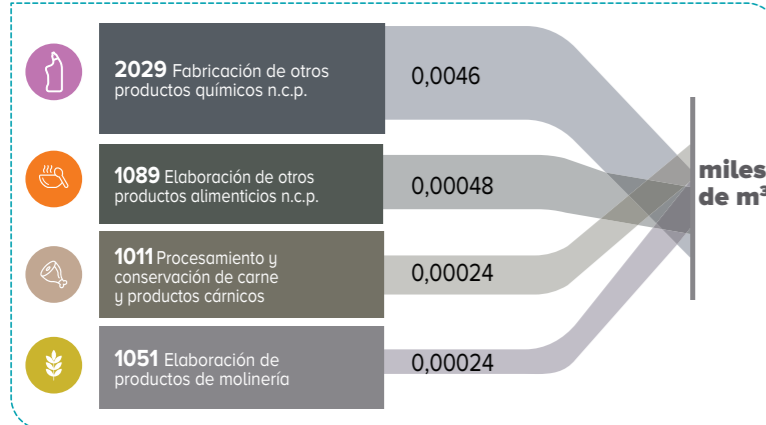 2029 Fabricación de otros
productos químicos n.c.p.
0,0046
1089 Elaboración de otros
productos alimenticios n.c.p.
0,00048
1011 Procesamiento y
conservación de carne
y productos cárnicos
0,00024
1051 Elaboración de
productos de molinería
0,00024
miles
de m³